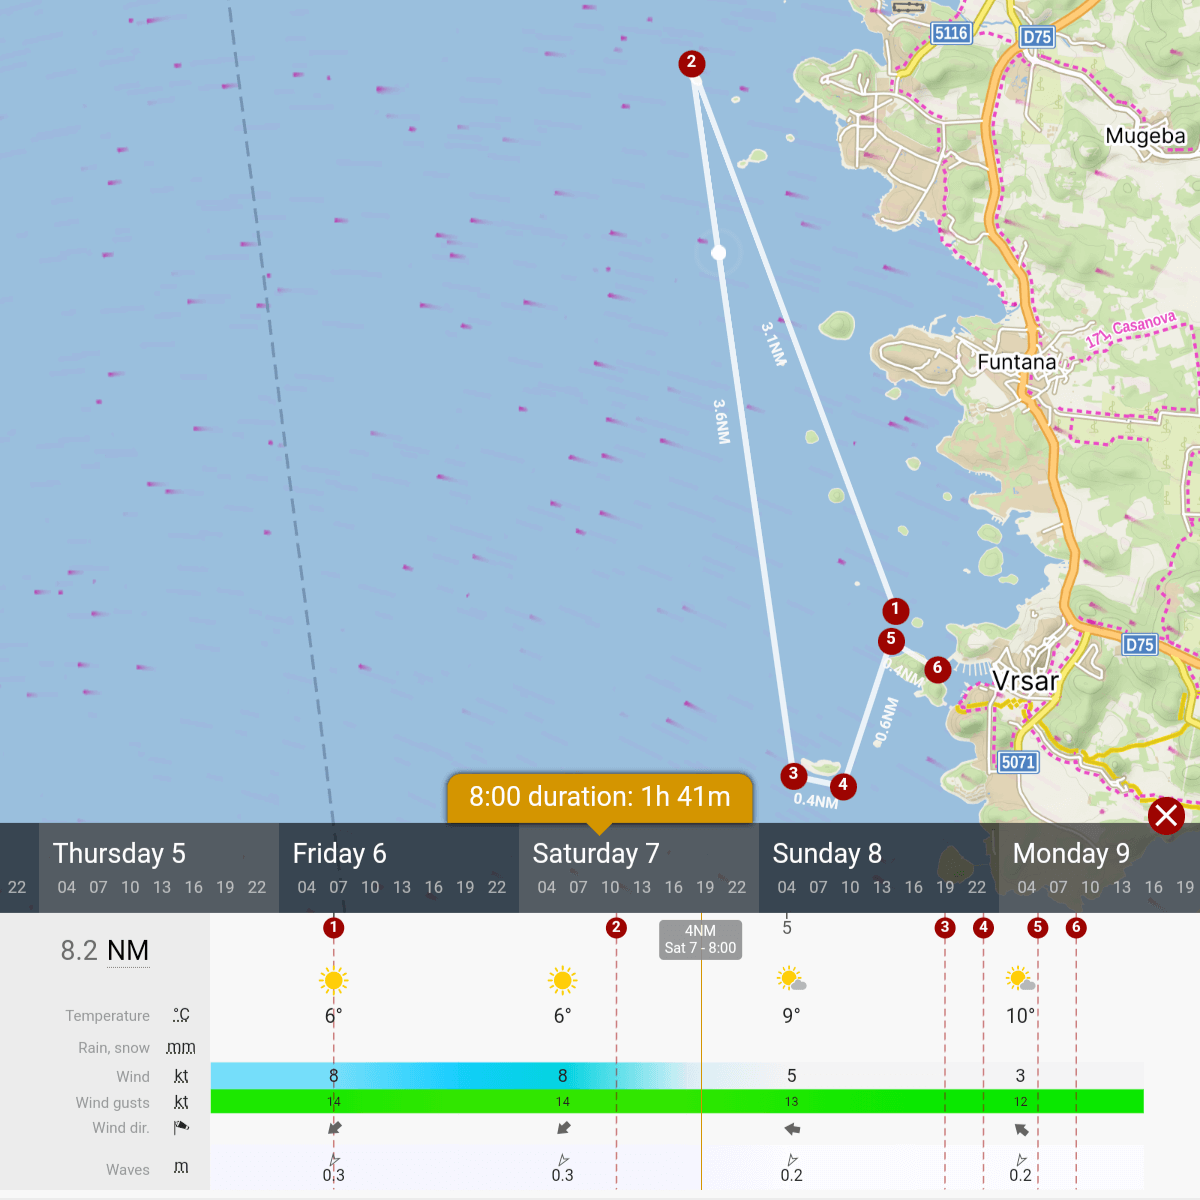 5116
D75
2
Mugeba
171, Casanova
3.1NM
Funtana
3.6NM
1
5
6
0.4NM
D75
Vrsar
0.6NM
5071
3
4
0.4NM
8:00 duration: 1h 41m
Thursday 5
Friday 6
Saturday 7
Sunday 8
Monday 9
22 04 07 10 13 16 19 22 04 07 10 13 16 19 22 04 07 10 13 16 19 22 04 07 10 13 16 19 22 04 07 10 13 16 19
1 2 5 3 4 5 6
8.2 NM
4NM
Sat 7 - 8:00
Temperature °C 6° 6° 9° 10°
Rain, snow mm
Wind kt 8 8 5 3
Wind gusts kt 14 14 13 12
Wind dir.
Waves m 0.3 0.3 0.2 0.2